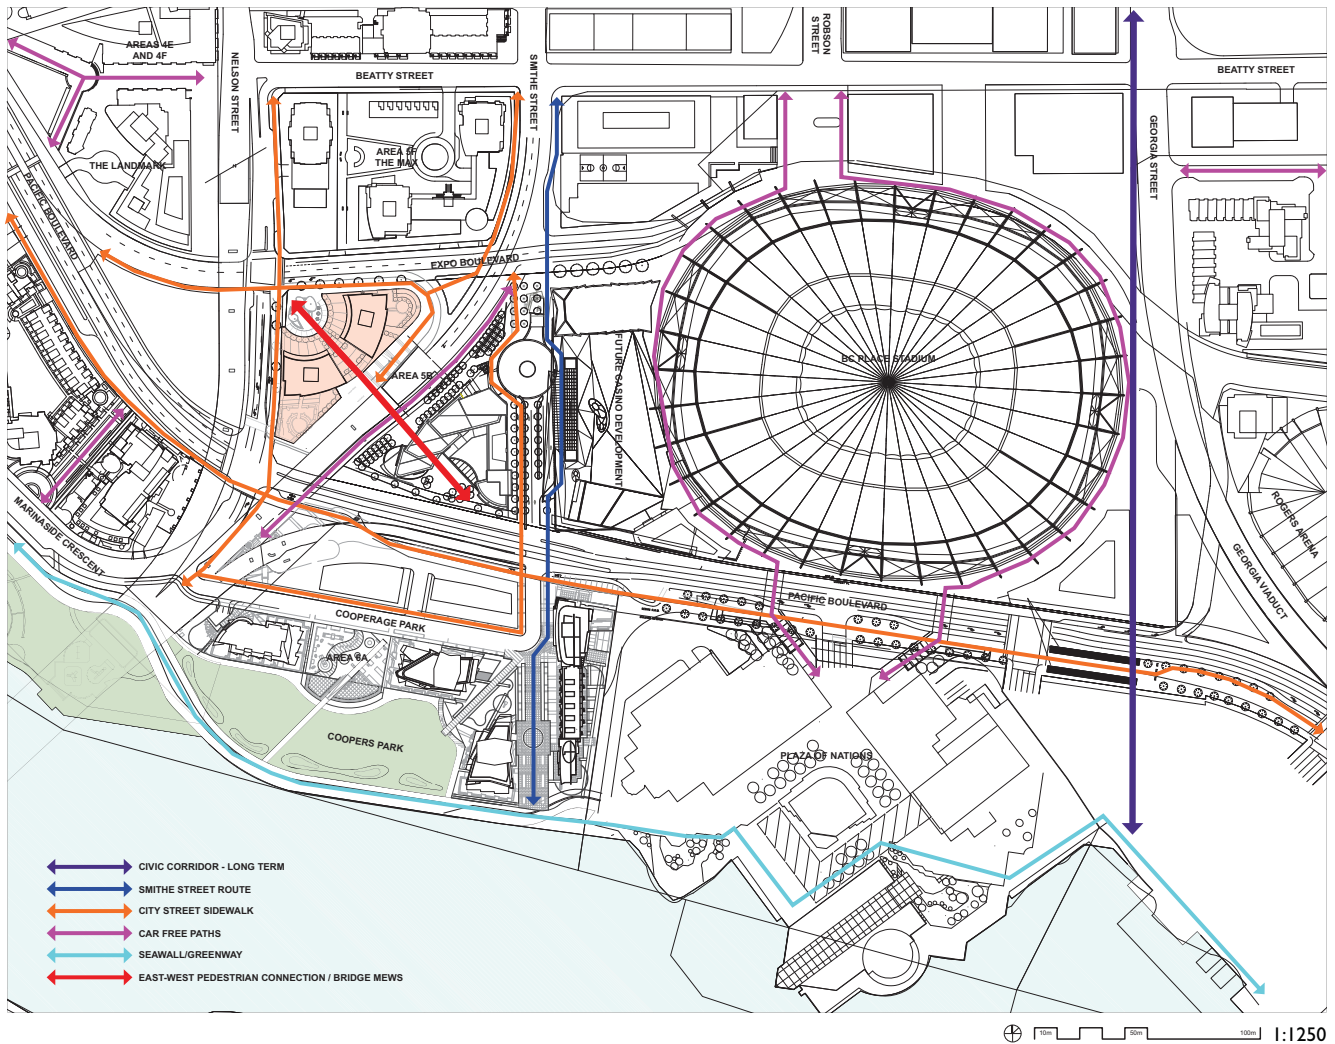 AREAS 4E
AND 4F
NELSON STREET
BEATTY STREET
SMITHE STREET
ROBSON
STREET
BEATTY STREET
GEORGIA STREET
THE LANDMARK
AREA 5F
THE MAX
PACIFIC BOULEVARD
EXPO BOULEVARD
AREA 5B
FUTURE CASINO DEVELOPMENT
BC PLACE STADIUM
ROGERS ARENA
GEORGIA VIADUCT
MARINASIDE CRESCENT
COOPERAGE PARK
PACIFIC BOULEVARD
AREA 6A
COOPERS PARK
PLAZA OF NATIONS
CIVIC CORRIDOR - LONG TERM
SMITHE STREET ROUTE
CITY STREET SIDEWALK
CAR FREE PATHS
SEAWALL/GREENWAY
EAST-WEST PEDESTRIAN CONNECTION / BRIDGE MEWS
10m 50m 100m 1:1250